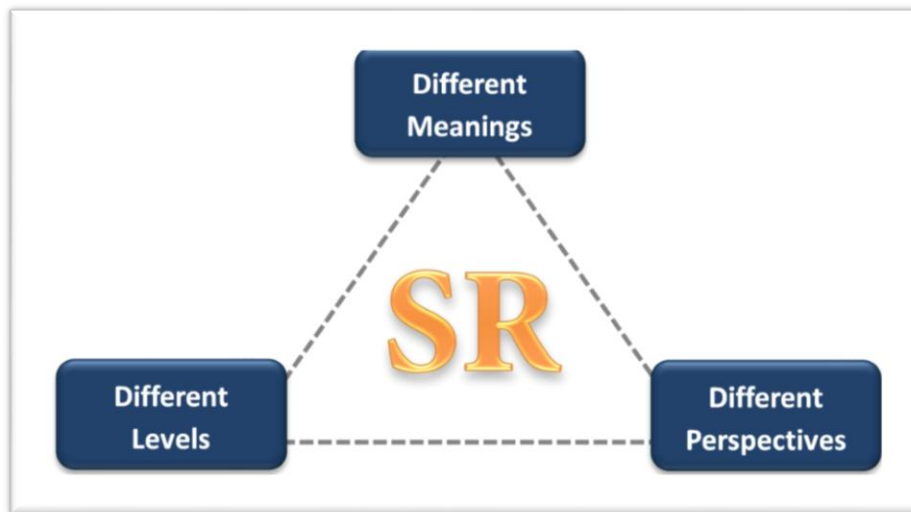 Different
Meanings
SR
Different
Levels
Different
Perspectives